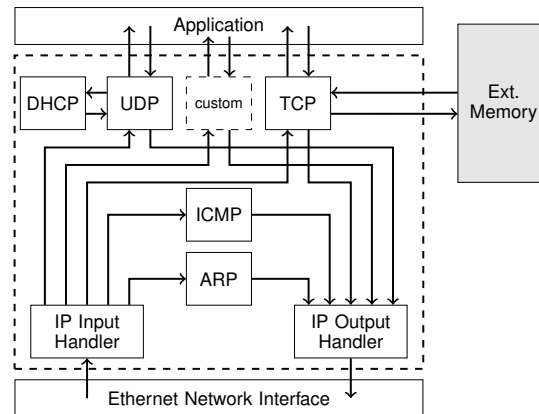 Application
DHCP
UDP
custom
TCP
Ext.
Memory
ICMP
ARP
IP Input
Handler
IP Output
Handler
Ethernet Network Interface